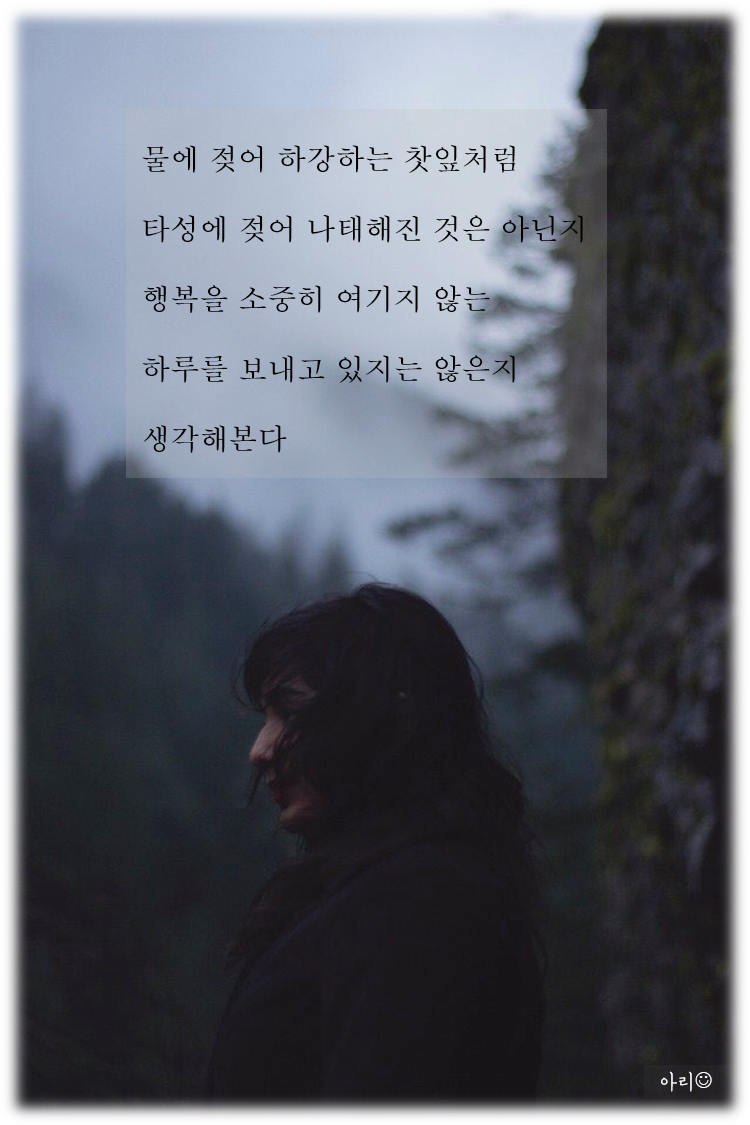 물에 젖어 하강하는 찻잎처럼
타성에 젖어 나태해진 것은 아닌지
행복을 소중히 여기지 않는
하루를 보내고 있지는 않은지
생각해본다
아리☺